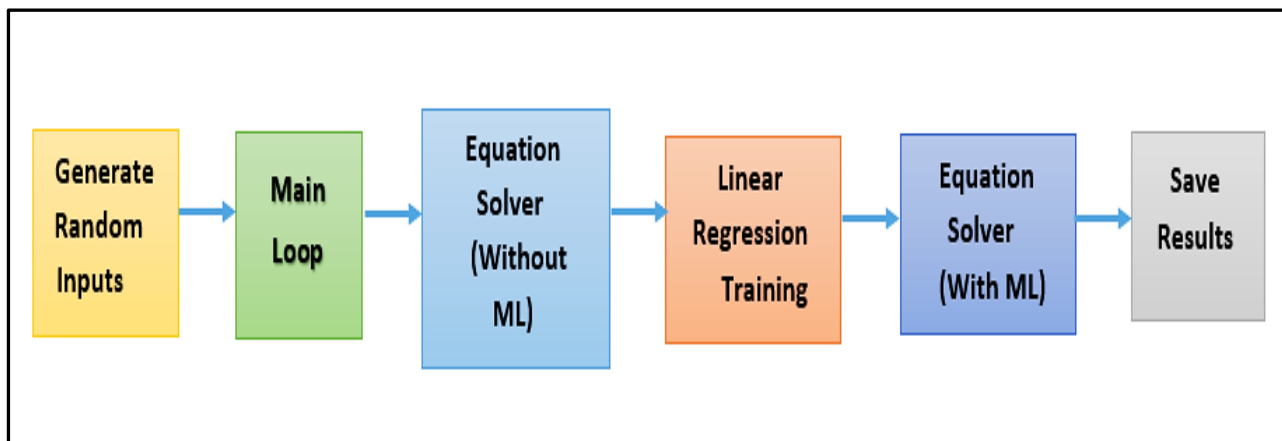 Generate
Random
Inputs
Main
Loop
Equation
Solver
(Without
ML)
Linear
Regression
Training
Equation
Solver
(With ML)
Save
Results